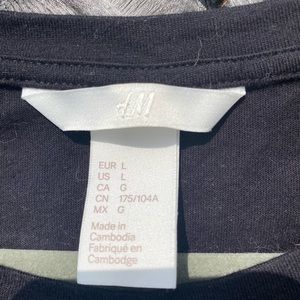 H&M
EUR L
US L
CA G
CN 175/104A
MX G
Made in
Cambodia
Fabriqué en
Cambodge